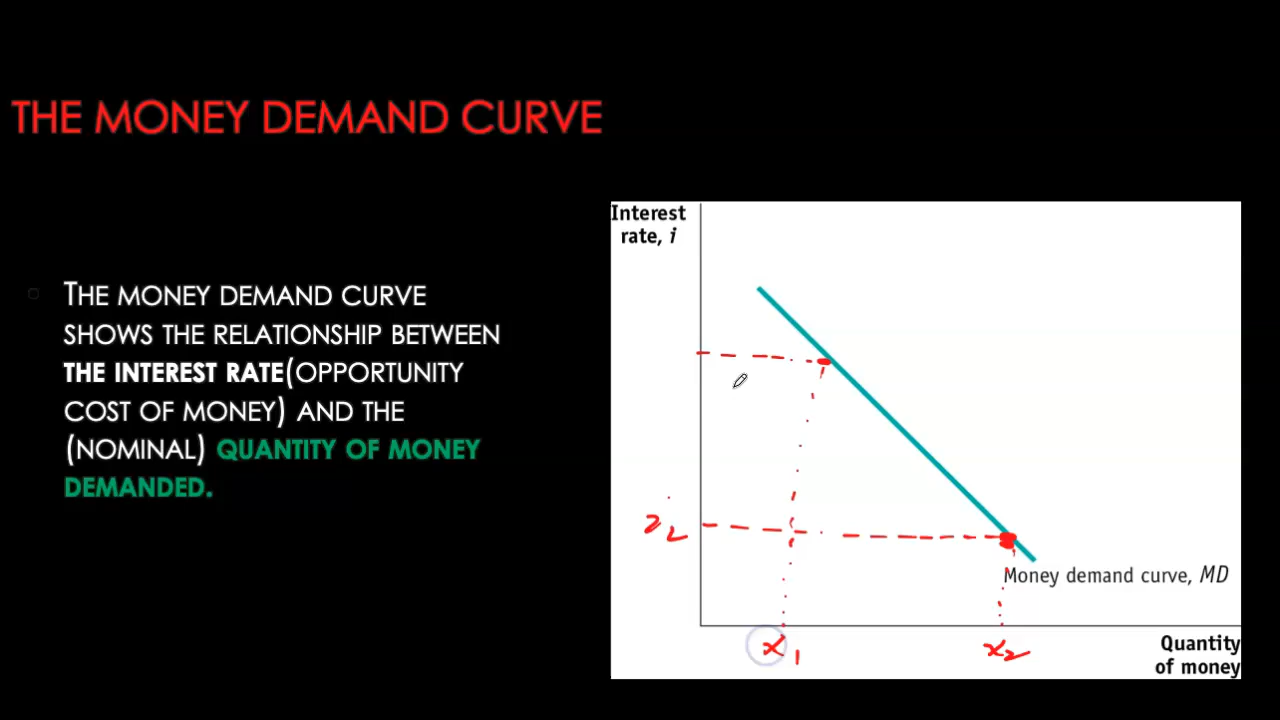 THE MONEY DEMAND CURVE
THE MONEY DEMAND CURVE
SHOWS THE RELATIONSHIP BETWEEN
THE INTEREST RATE(OPPORTUNITY
COST OF MONEY) AND THE
(NOMINAL) QUANTITY OF MONEY
DEMANDED.
Interest
rate, i
i2
Money demand curve, MD
x1
x2
Quantity
of money